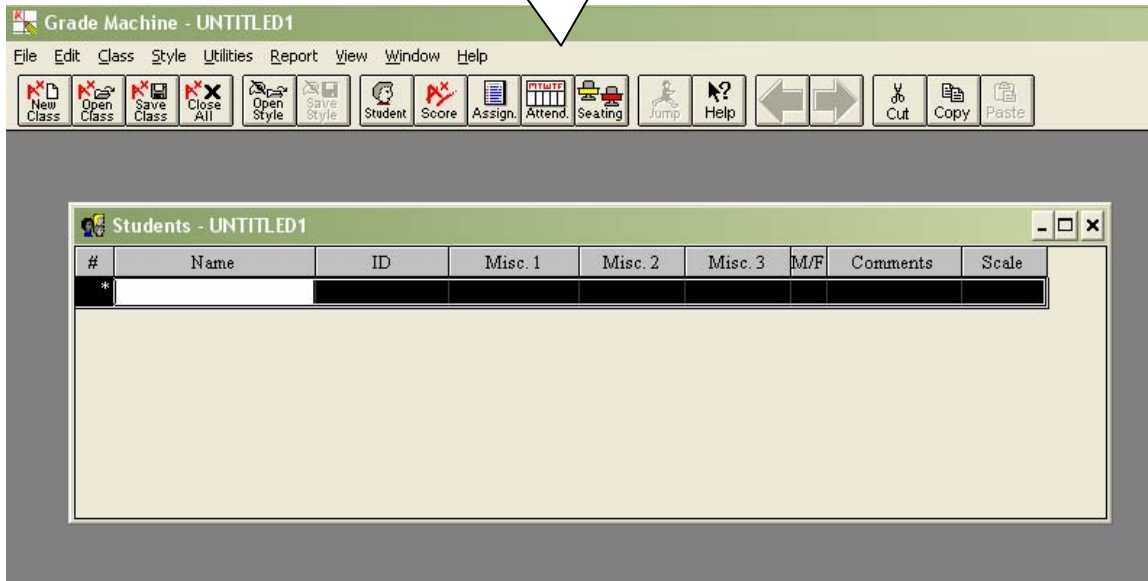 Grade Machine - UNTITLED1
File Edit Class Style Utilities Report View Window Help
New Class Open Class Save Class Close All Open Style Save Style Student Score Assign. MTWTF Attend. Seating Jump Help Cut Copy Paste
Students - UNTITLED1
# Name ID Misc. 1 Misc. 2 Misc. 3 M/F Comments Scale
*